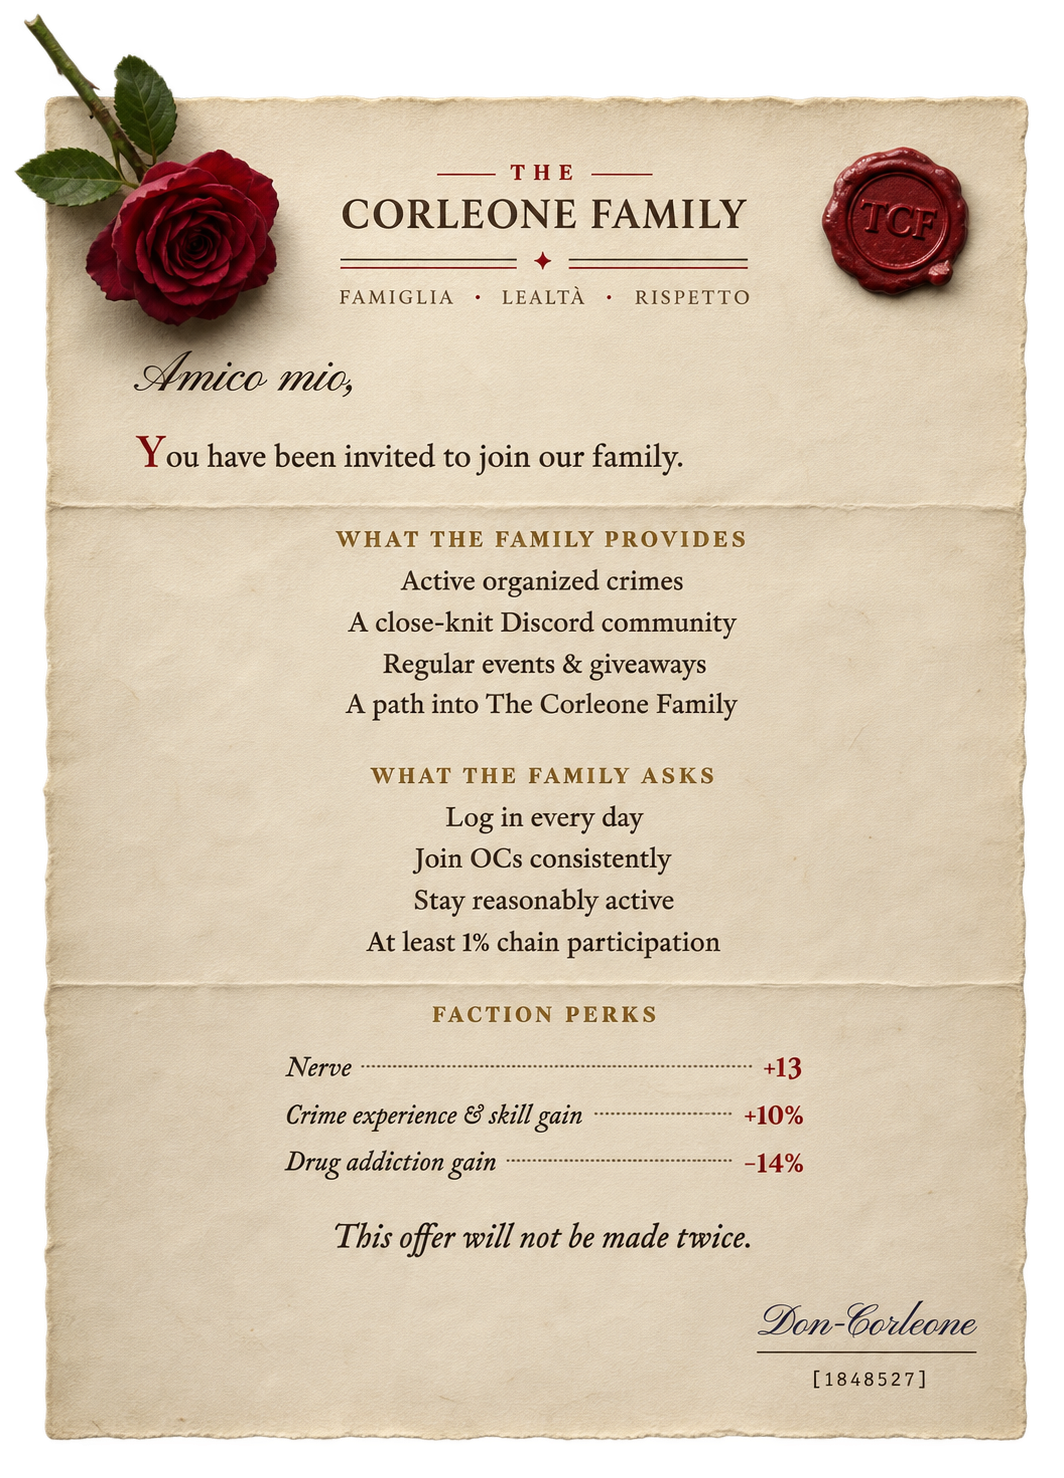 THE
CORLEONE FAMILY
FAMIGLIA • LEALTÀ • RISPETTO
TCF
Amico mio,
You have been invited to join our family.
WHAT THE FAMILY PROVIDES
Active organized crimes
A close-knit Discord community
Regular events & giveaways
A path into The Corleone Family
WHAT THE FAMILY ASKS
Log in every day
Join OCs consistently
Stay reasonably active
At least 1% chain participation
FACTION PERKS
Nerve +13
Crime experience & skill gain +10%
Drug addiction gain -14%
This offer will not be made twice.
Don-Corleone
[1848527]